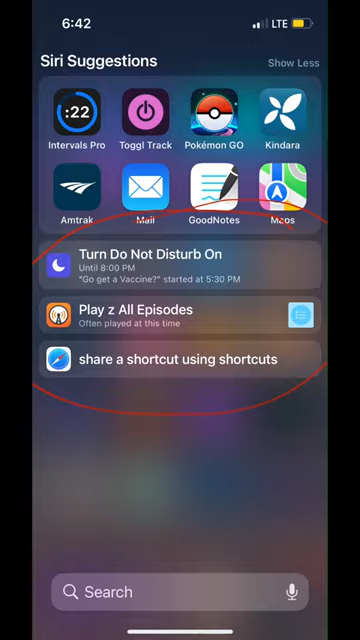 6:42
LTE
Siri Suggestions
Show Less
:22
Intervals Pro
Toggl Track
Pokémon GO
Kindara
Amtrak
Mail
GoodNotes
Maps
Turn Do Not Disturb On
Until 8:00 PM
"Go get a Vaccine?" started at 5:30 PM
Play z All Episodes
Often played at this time
share a shortcut using shortcuts
Search